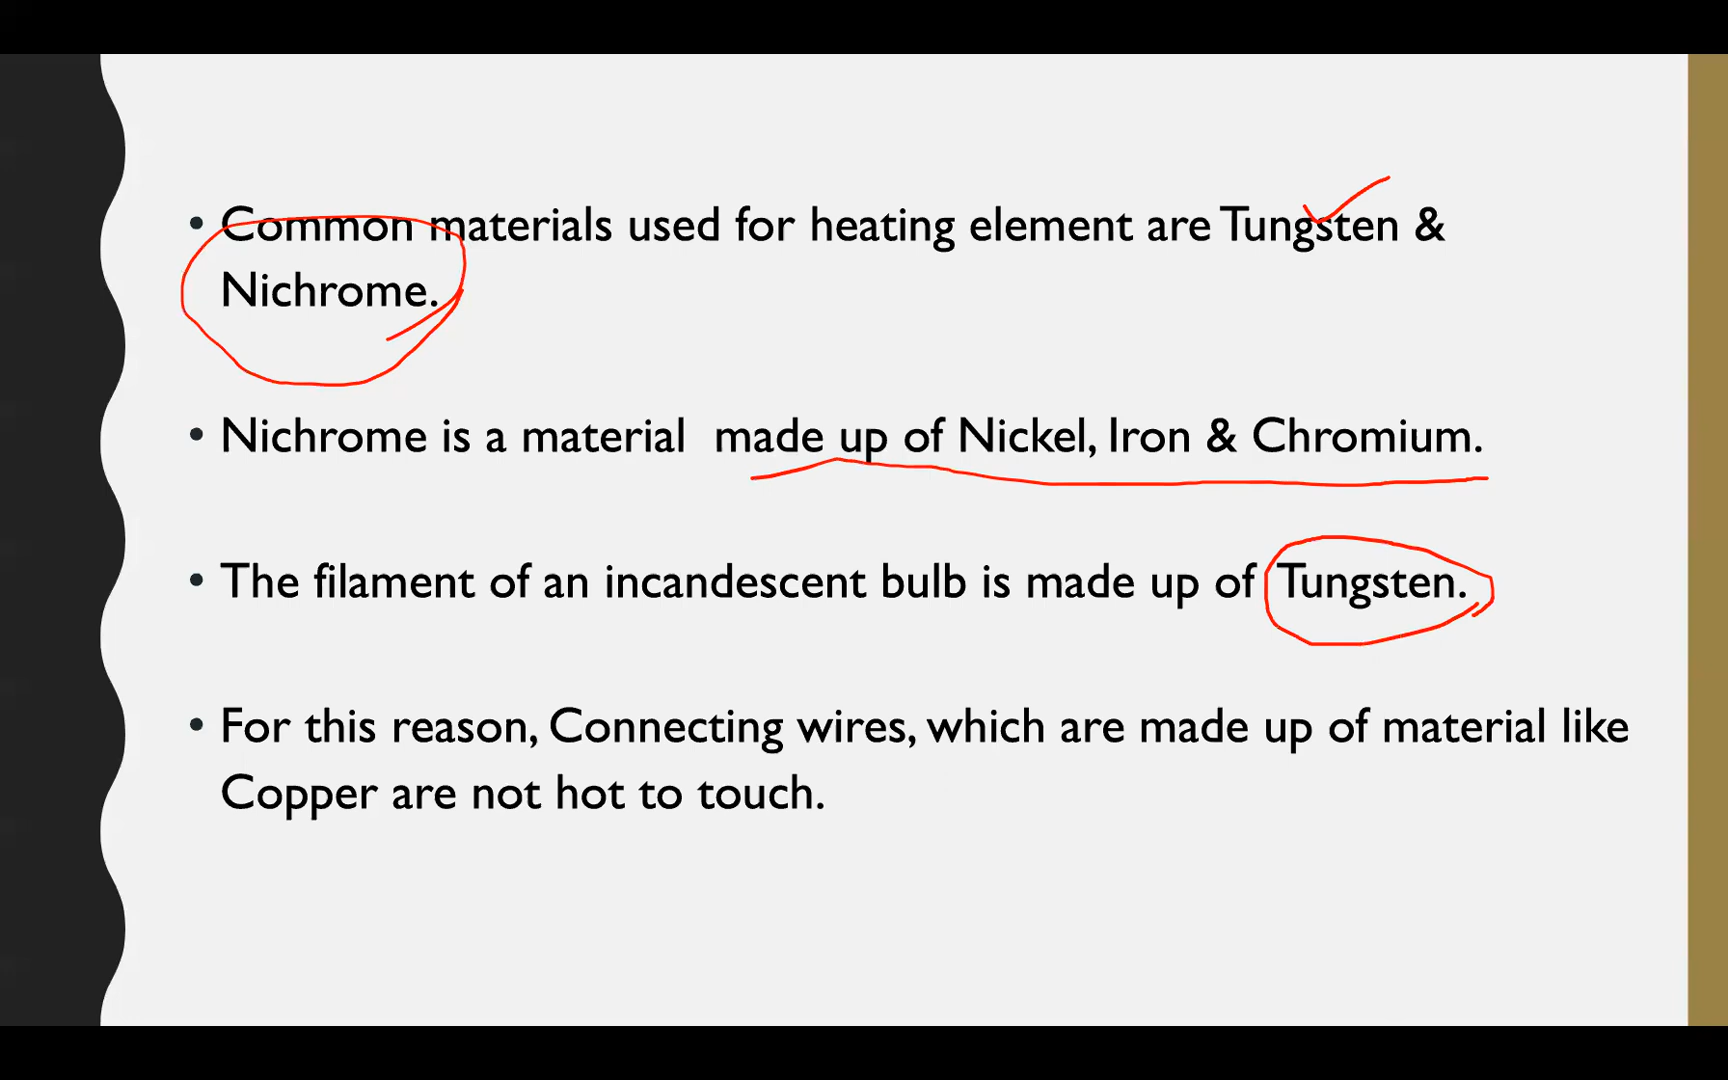 • Common materials used for heating element are Tungsten &
Nichrome.
• Nichrome is a material made up of Nickel, Iron & Chromium.
• The filament of an incandescent bulb is made up of Tungsten.
• For this reason, Connecting wires, which are made up of material like
Copper are not hot to touch.